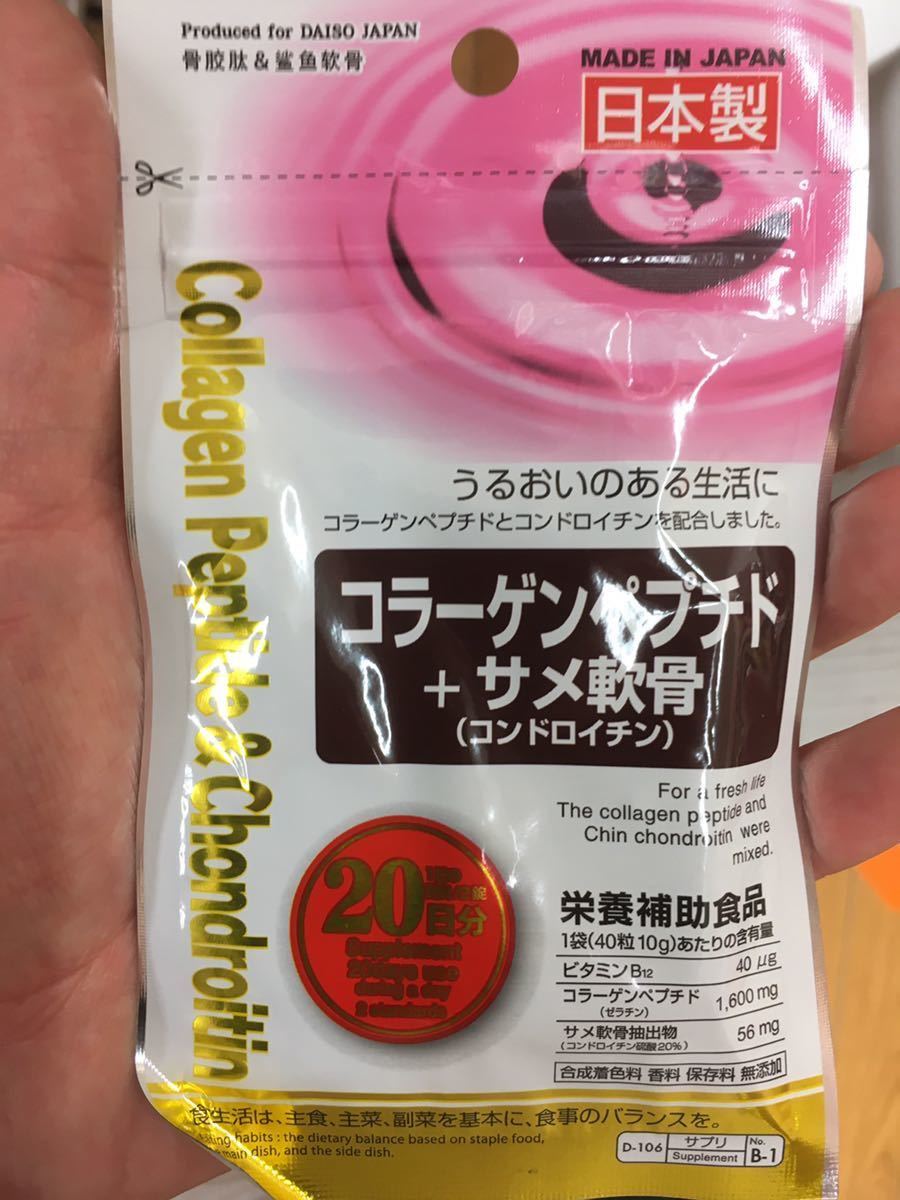 Produced for DAISO JAPAN
骨胶肽＆鲨鱼软骨
MADE IN JAPAN
日本製
Collagen Peptide & Chondroitin
うるおいのある生活に
コラーゲンペプチドとコンドロイチンを配合しました。
コラーゲンペプチド
+ サメ軟骨
(コンドロイチン)
For a fresh life
The collagen peptide and
Chin chondroitin were
mixed.
20日分
Supplement
20days use
during a day
2 standards
栄養補助食品
1袋(40粒10g)あたりの含有量
ビタミンB12 40 μg
コラーゲンペプチド 1,600 mg
(ゼラチン)
サメ軟骨抽出物 56 mg
(コンドロイチン硫酸20%)
合成着色料 香料 保存料 無添加
食生活は、主食、主菜、副菜を基本に、食事のバランスを。
habits : the dietary balance based on staple food,
main dish, and the side dish.
D-106 サプリ Supplement No. B-1